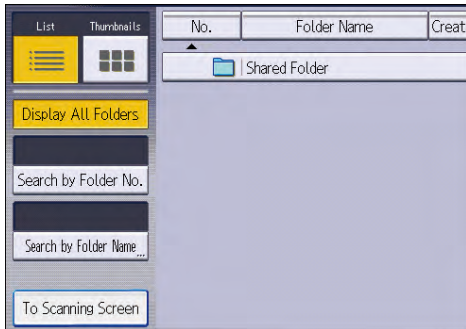 List Thumbnails
No. Folder Name Creat
Shared Folder
Display All Folders
Search by Folder No.
Search by Folder Name...
To Scanning Screen